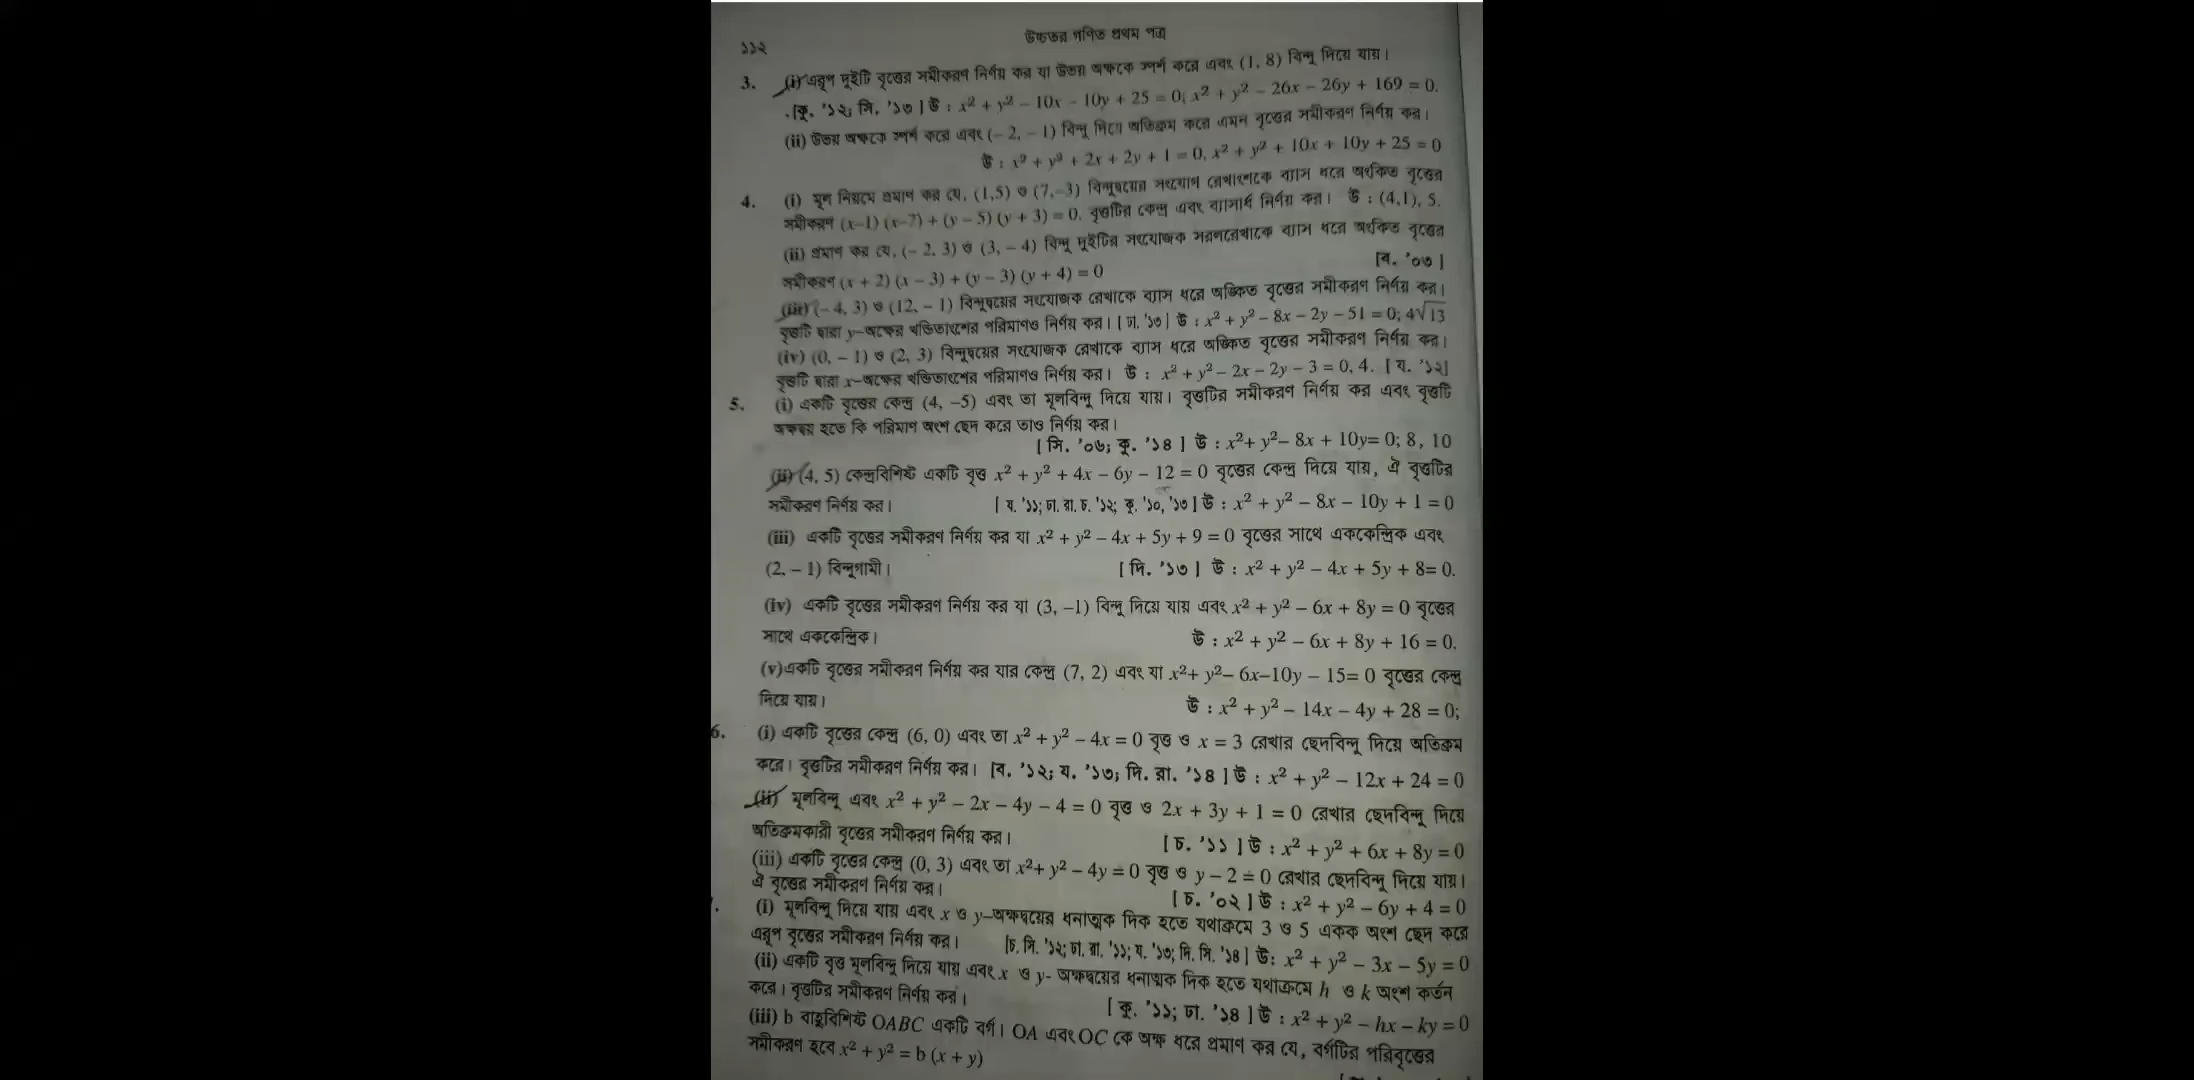 ১১২
উচ্চতর গণিত প্রথম পত্র
3. (i) এরূপ দুইটি বৃত্তের সমীকরণ নির্ণয় কর যা উভয় অক্ষকে স্পর্শ করে এবং (1, 8) বিন্দু দিয়ে যায়।
[কু. '১২; সি. '১৩ ] উ : x² + y² – 10x – 10y + 25 = 0; x² + y² – 26x – 26y + 169 = 0.
(ii) উভয় অক্ষকে স্পর্শ করে এবং (– 2, – 1) বিন্দু দিয়ে অতিক্রম করে এমন বৃত্তের সমীকরণ নির্ণয় কর।
উ : x² + y² + 2x + 2y + 1 = 0, x² + y² + 10x + 10y + 25 = 0
4. (i) মূল নিয়মে প্রমাণ কর যে, (1,5) ও (7,–3) বিন্দুদ্বয়ের সংযোগ রেখাংশকে ব্যাস ধরে অংকিত বৃত্তের
সমীকরণ (x–1) (x–7) + (y – 5) (y + 3) = 0. বৃত্তটির কেন্দ্র এবং ব্যাসার্ধ নির্ণয় কর। উ : (4,1), 5.
(ii) প্রমাণ কর যে, (– 2, 3) ও (3, – 4) বিন্দু দুইটির সংযোজক সরলরেখাকে ব্যাস ধরে অংকিত বৃত্তের
সমীকরণ (x + 2) (x – 3) + (y – 3) (y + 4) = 0 [ব. '০৩ ]
(iii) (– 4, 3) ও (12, – 1) বিন্দুদ্বয়ের সংযোজক রেখাকে ব্যাস ধরে অঙ্কিত বৃত্তের সমীকরণ নির্ণয় কর।
বৃত্তটি দ্বারা y–অক্ষের খন্ডিতাংশের পরিমাণও নির্ণয় কর। [ ঢা. '১৩ ] উ : x² + y² – 8x – 2y – 51 = 0; 4√13
(iv) (0, – 1) ও (2, 3) বিন্দুদ্বয়ের সংযোজক রেখাকে ব্যাস ধরে অঙ্কিত বৃত্তের সমীকরণ নির্ণয় কর।
বৃত্তটি দ্বারা x–অক্ষের খন্ডিতাংশের পরিমাণও নির্ণয় কর। উ : x² + y² – 2x – 2y – 3 = 0, 4. [ য. '১২]
5. (i) একটি বৃত্তের কেন্দ্র (4, –5) এবং তা মূলবিন্দু দিয়ে যায়। বৃত্তটির সমীকরণ নির্ণয় কর এবং বৃত্তটি
অক্ষদ্বয় হতে কি পরিমাণ অংশ ছেদ করে তাও নির্ণয় কর।
[ সি. '০৬; কু. '১৪ ] উ : x²+ y²– 8x + 10y= 0; 8, 10
(ii) (4, 5) কেন্দ্রবিশিষ্ট একটি বৃত্ত x² + y² + 4x – 6y – 12 = 0 বৃত্তের কেন্দ্র দিয়ে যায়, ঐ বৃত্তটির
সমীকরণ নির্ণয় কর। [ য. '১১; ঢা. রা. চ. '১২; কু. '১০, '১৩ ] উ : x² + y² – 8x – 10y + 1 = 0
(iii) একটি বৃত্তের সমীকরণ নির্ণয় কর যা x² + y² – 4x + 5y + 9 = 0 বৃত্তের সাথে এককেন্দ্রিক এবং
(2, – 1) বিন্দুগামী। [ দি. '১৩ ] উ : x² + y² – 4x + 5y + 8= 0.
(iv) একটি বৃত্তের সমীকরণ নির্ণয় কর যা (3, –1) বিন্দু দিয়ে যায় এবং x² + y² – 6x + 8y = 0 বৃত্তের
সাথে এককেন্দ্রিক। উ : x² + y² – 6x + 8y + 16 = 0.
(v)একটি বৃত্তের সমীকরণ নির্ণয় কর যার কেন্দ্র (7, 2) এবং যা x²+ y²– 6x–10y – 15= 0 বৃত্তের কেন্দ্র
দিয়ে যায়। উ : x² + y² – 14x – 4y + 28 = 0;
6. (i) একটি বৃত্তের কেন্দ্র (6, 0) এবং তা x² + y² – 4x = 0 বৃত্ত ও x = 3 রেখার ছেদবিন্দু দিয়ে অতিক্রম
করে। বৃত্তটির সমীকরণ নির্ণয় কর। [ব. '১২; য. '১৩; দি. রা. '১৪ ] উ : x² + y² – 12x + 24 = 0
(ii) মূলবিন্দু এবং x² + y² – 2x – 4y – 4 = 0 বৃত্ত ও 2x + 3y + 1 = 0 রেখার ছেদবিন্দু দিয়ে
অতিক্রমকারী বৃত্তের সমীকরণ নির্ণয় কর। [ চ. '১১ ] উ : x² + y² + 6x + 8y = 0
(iii) একটি বৃত্তের কেন্দ্র (0, 3) এবং তা x²+ y² – 4y = 0 বৃত্ত ও y – 2 = 0 রেখার ছেদবিন্দু দিয়ে যায়।
ঐ বৃত্তের সমীকরণ নির্ণয় কর। [ চ. '০২ ] উ : x² + y² – 6y + 4 = 0
. (i) মূলবিন্দু দিয়ে যায় এবং x ও y–অক্ষদ্বয়ের ধনাত্মক দিক হতে যথাক্রমে 3 ও 5 একক অংশ ছেদ করে
এরূপ বৃত্তের সমীকরণ নির্ণয় কর। [চ. দি. '১২; ঢা. রা. '১১; য. '১৩; দি. সি. '১৪ ] উ: x² + y² – 3x – 5y = 0
(ii) একটি বৃত্ত মূলবিন্দু দিয়ে যায় এবং x ও y- অক্ষদ্বয়ের ধনাত্মক দিক হতে যথাক্রমে h ও k অংশ কর্তন
করে। বৃত্তটির সমীকরণ নির্ণয় কর। [ কু. '১১; ঢা. '১৪ ] উ : x² + y² – hx – ky = 0
(iii) b বাহুবিশিষ্ট OABC একটি বর্গ। OA এবং OC কে অক্ষ ধরে প্রমাণ কর যে, বর্গটির পরিবৃত্তের
সমীকরণ হবে x² + y² = b (x + y)